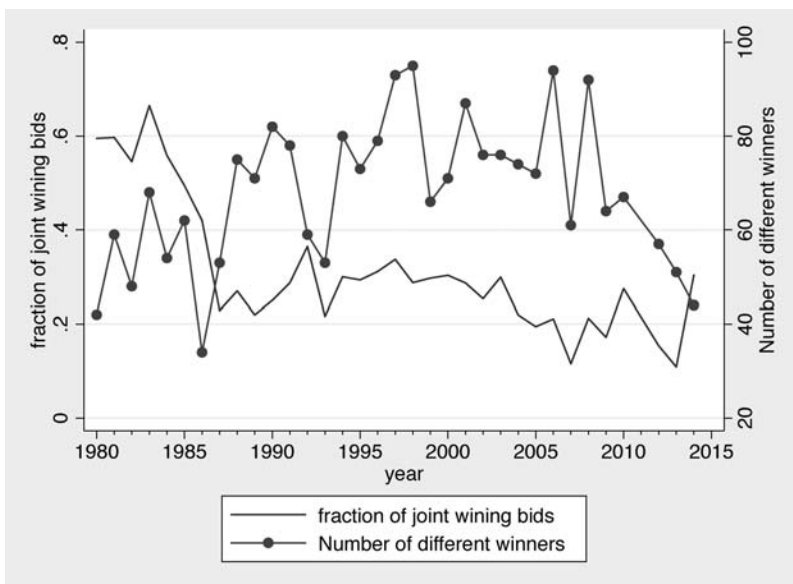 fraction of joint wining bids
.8
.6
.4
.2
0
100
80
60
40
20
Number of different winners
1980 1985 1990 1995 2000 2005 2010 2015
year
fraction of joint wining bids
Number of different winners